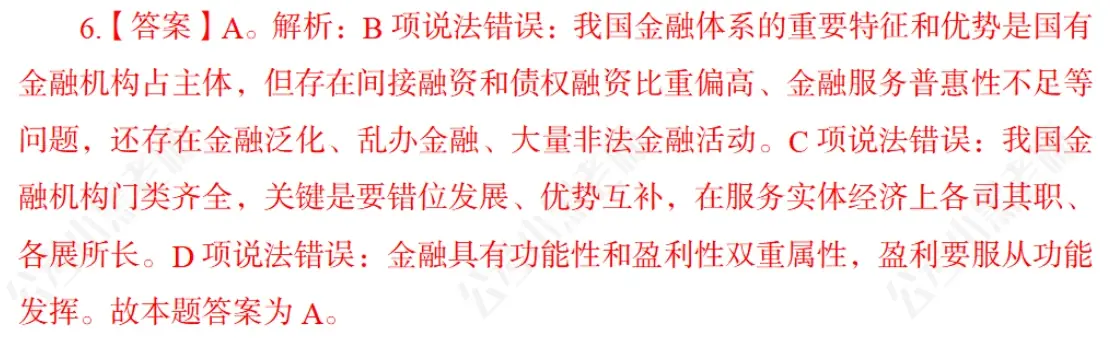 6.【答案】A。解析：B 项说法错误：我国金融体系的重要特征和优势是国有
金融机构占主体，但存在间接融资和债权融资比重偏高、金融服务普惠性不足等
问题，还存在金融泛化、乱办金融、大量非法金融活动。C 项说法错误：我国金
融机构门类齐全，关键是要错位发展、优势互补，在服务实体经济上各司其职、
各展所长。D 项说法错误：金融具有功能性和盈利性双重属性，盈利要服从功能
发挥。故本题答案为 A。